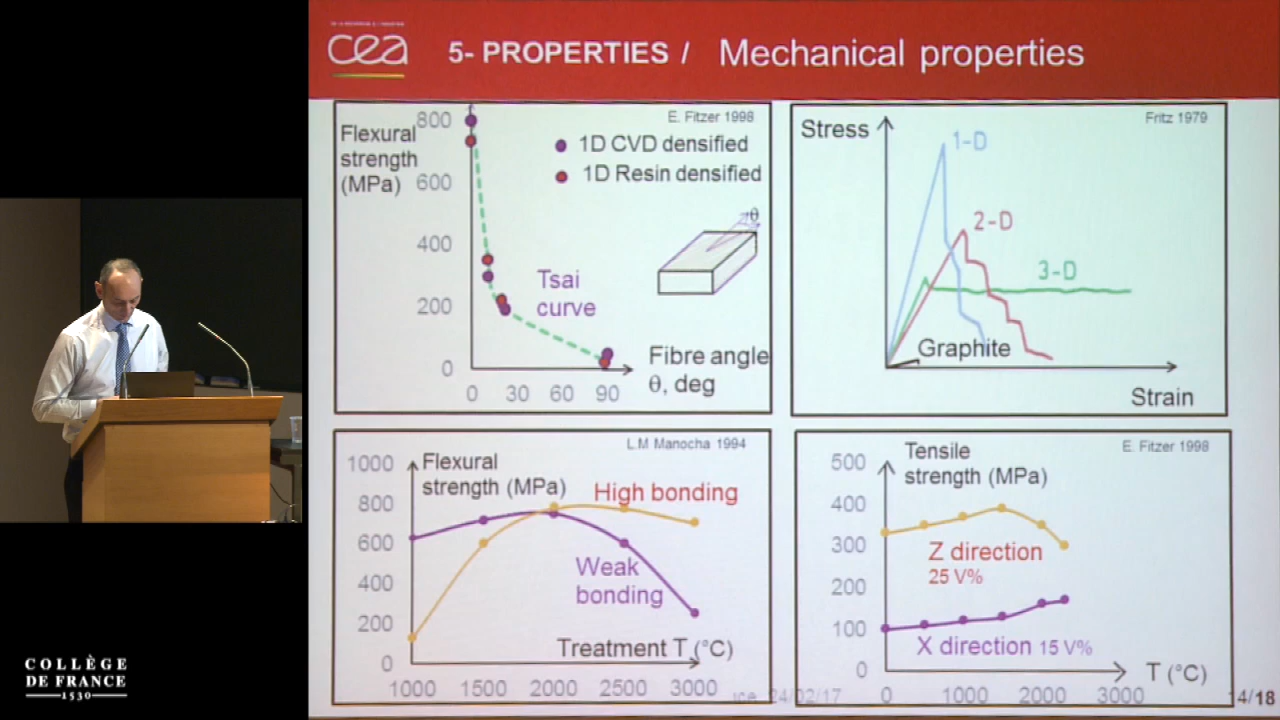 cea
5- PROPERTIES / Mechanical properties
E. Fitzer 1998
Flexural
strength
(MPa)
800
600
400
200
0
1D CVD densified
1D Resin densified
θ
Tsai
curve
Fibre angle
θ, deg
0 30 60 90
Fritz 1979
Stress
1-D
2-D
3-D
Graphite
Strain
L.M Manocha 1994
Flexural
strength (MPa)
1000
800
600
400
200
0
High bonding
Weak
bonding
Treatment T (°C)
1000 1500 2000 2500 3000
E. Fitzer 1998
Tensile
strength (MPa)
500
400
300
200
100
0
Z direction
25 V%
X direction 15 V%
T (°C)
0 1000 2000 3000
24/02/17
14/18
COLLÈGE
DE FRANCE
1530